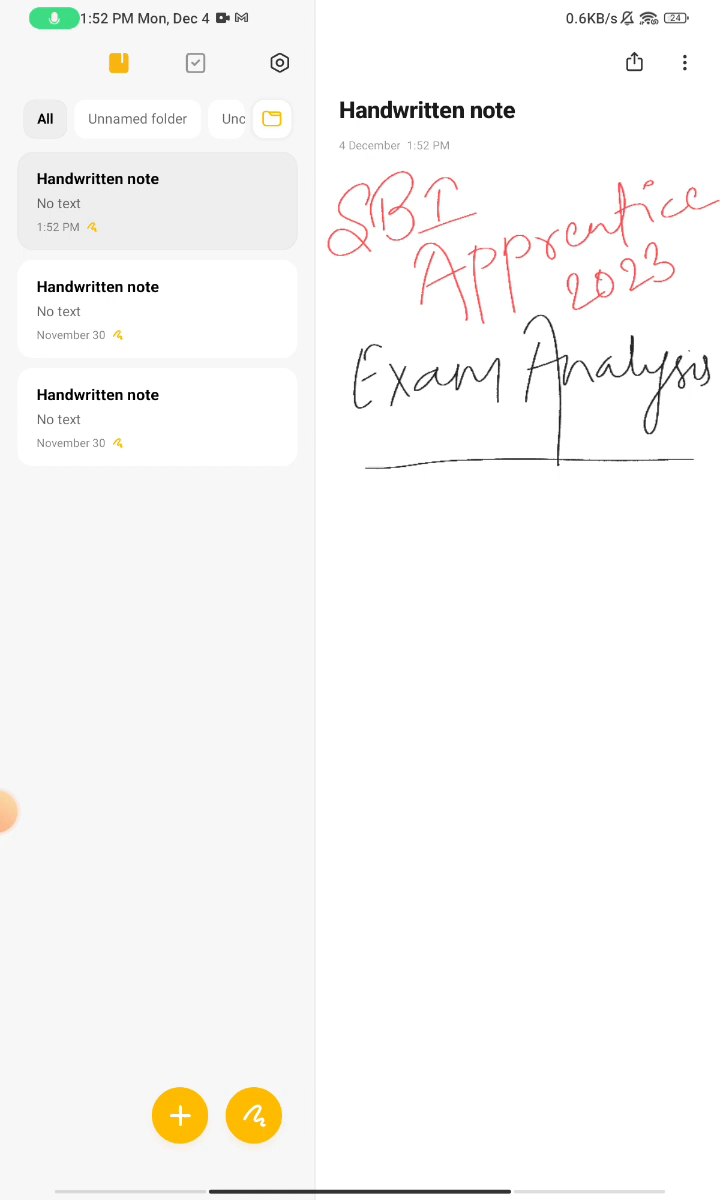 1:52 PM Mon, Dec 4
0.6KB/s
24
All
Unnamed folder
Unc
Handwritten note
No text
1:52 PM
Handwritten note
No text
November 30
Handwritten note
No text
November 30
Handwritten note
4 December 1:52 PM
SBI
Apprentice
2023
Exam Analysis